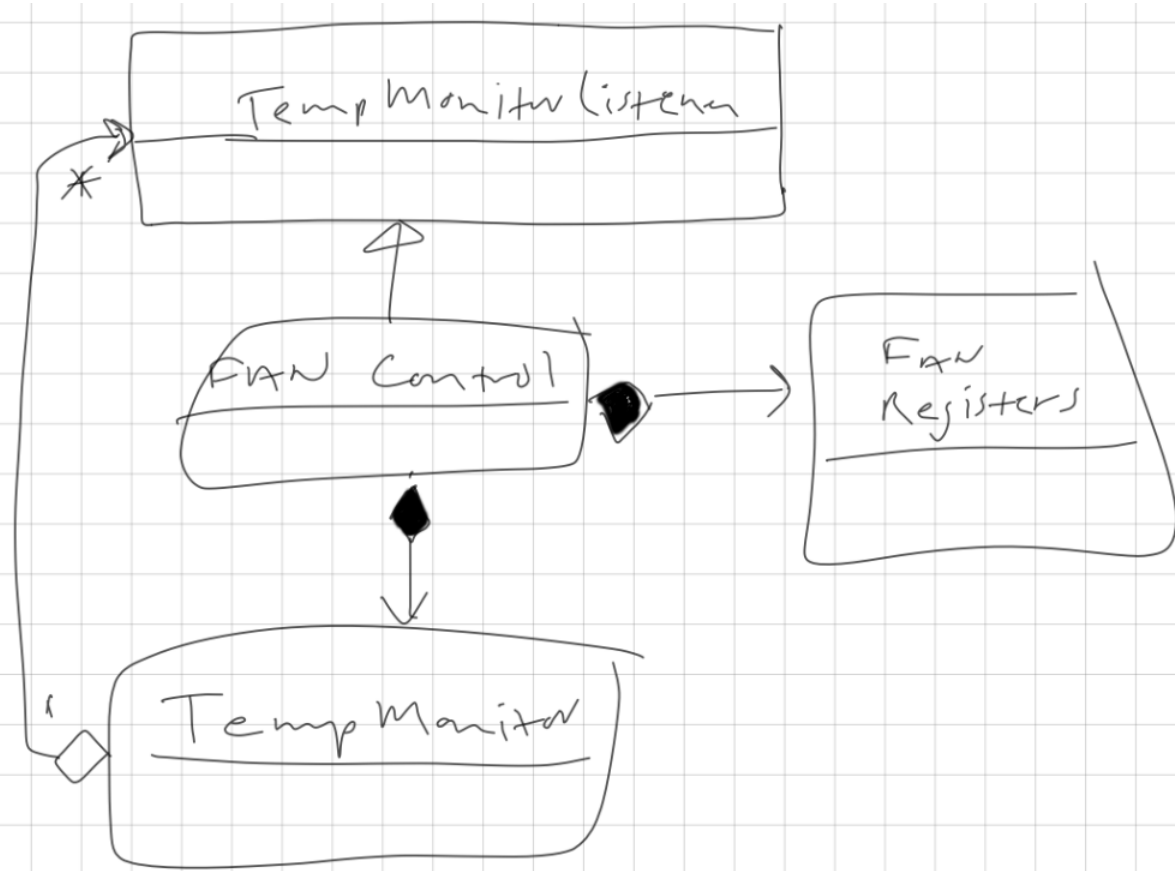 TempMonitorListener
*
FAN Control
FAN
Registers
1
TempMonitor